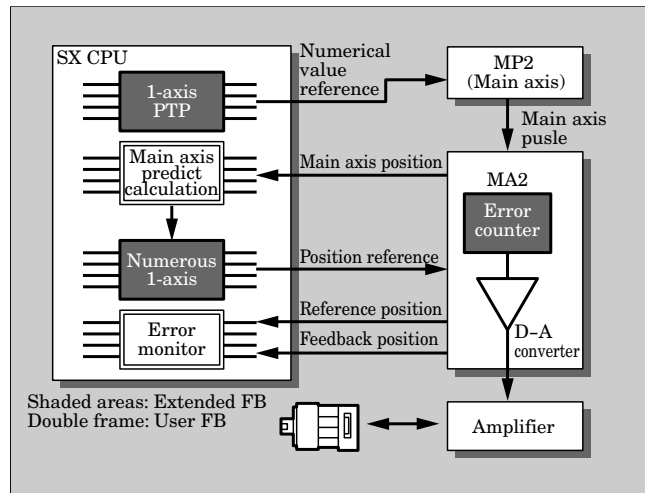 SX CPU
1-axis
PTP
Main axis
predict
calculation
Numerous
1-axis
Error
monitor
Numerical
value
reference
Main axis position
Position reference
Reference position
Feedback position
MP2
(Main axis)
Main axis
pusle
MA2
Error
counter
D-A
converter
Amplifier
Shaded areas: Extended FB
Double frame: User FB